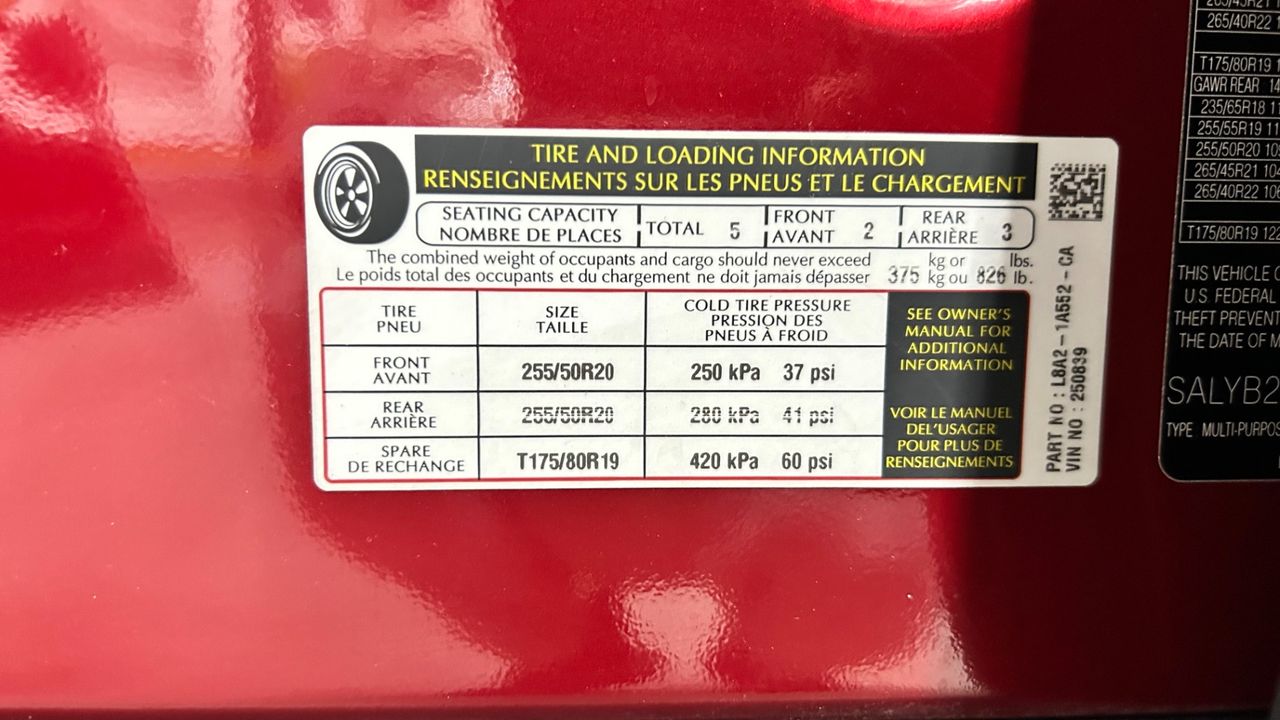 TIRE AND LOADING INFORMATION
RENSEIGNEMENTS SUR LES PNEUS ET LE CHARGEMENT
SEATING CAPACITY
NOMBRE DE PLACES
TOTAL 5
FRONT
AVANT 2
REAR
ARRIÈRE 3
The combined weight of occupants and cargo should never exceed 375 kg or 826 lbs.
Le poids total des occupants et du chargement ne doit jamais dépasser kg ou lb.
TIRE
PNEU
SIZE
TAILLE
COLD TIRE PRESSURE
PRESSION DES
PNEUS À FROID
FRONT
AVANT
255/50R20
250 kPa 37 psi
REAR
ARRIÈRE
255/50R20
280 kPa 41 psi
SPARE
DE RECHANGE
T175/80R19
420 kPa 60 psi
SEE OWNER'S
MANUAL FOR
ADDITIONAL
INFORMATION
VOIR LE MANUEL
DEL'USAGER
POUR PLUS DE
RENSEIGNEMENTS
PART NO : L8A2-1A552-CA
VIN NO : 250839
265/40R22
T175/80R19
GAWR REAR
235/65R18
255/55R19
255/50R20
265/45R21
265/40R22
T175/80R19
THIS VEHICLE
U.S. FEDERAL
THEFT
THE DATE OF
SALYB2
TYPE MULTI-PURPOS